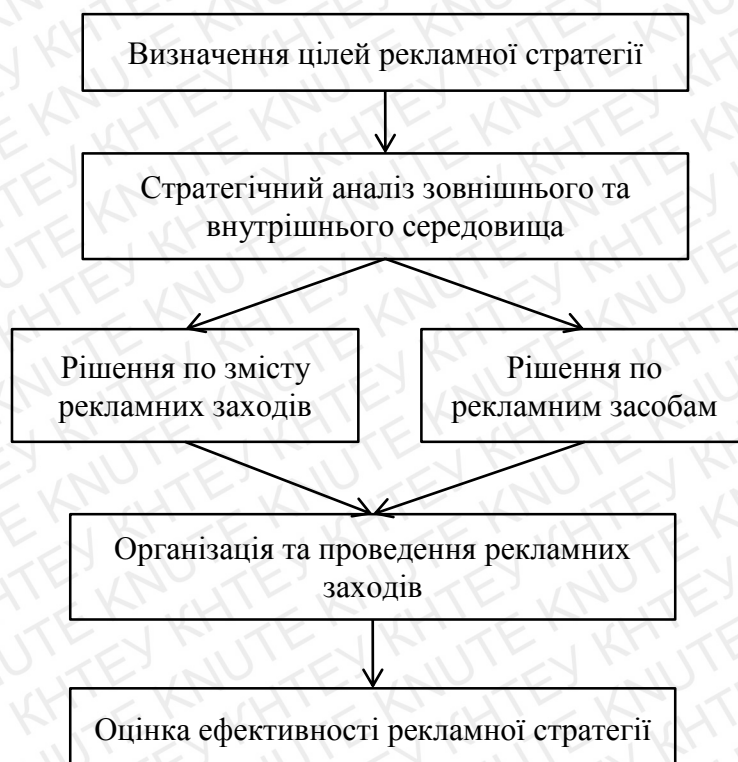 Визначення цілей рекламної стратегії
Стратегічний аналіз зовнішнього та
внутрішнього середовища
Рішення по змісту
рекламних заходів
Рішення по
рекламним засобам
Організація та проведення рекламних
заходів
Оцінка ефективності рекламної стратегії